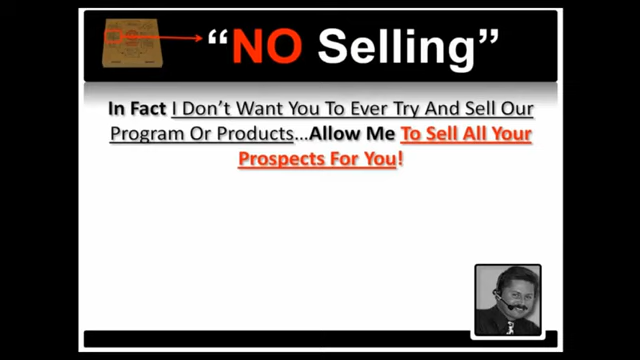 “NO Selling”
In Fact I Don’t Want You To Ever Try And Sell Our
Program Or Products...Allow Me To Sell All Your
Prospects For You!